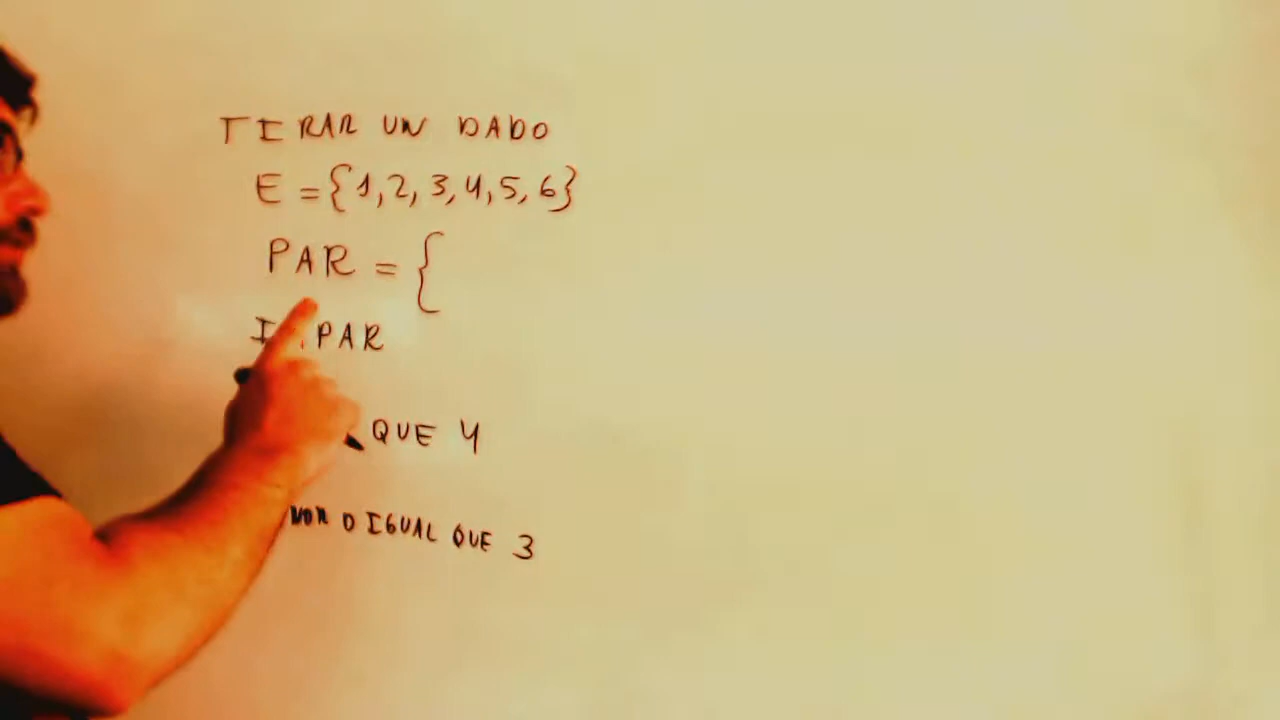 TIRAR UN DADO
E = {1, 2, 3, 4, 5, 6}
PAR = {
PAR
QUE 4
O IGUAL QUE 3